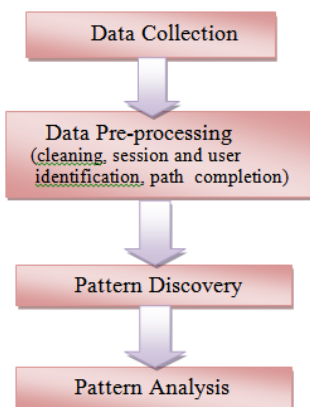 Data Collection
Data Pre-processing
(cleaning, session and user
identification, path completion)
Pattern Discovery
Pattern Analysis